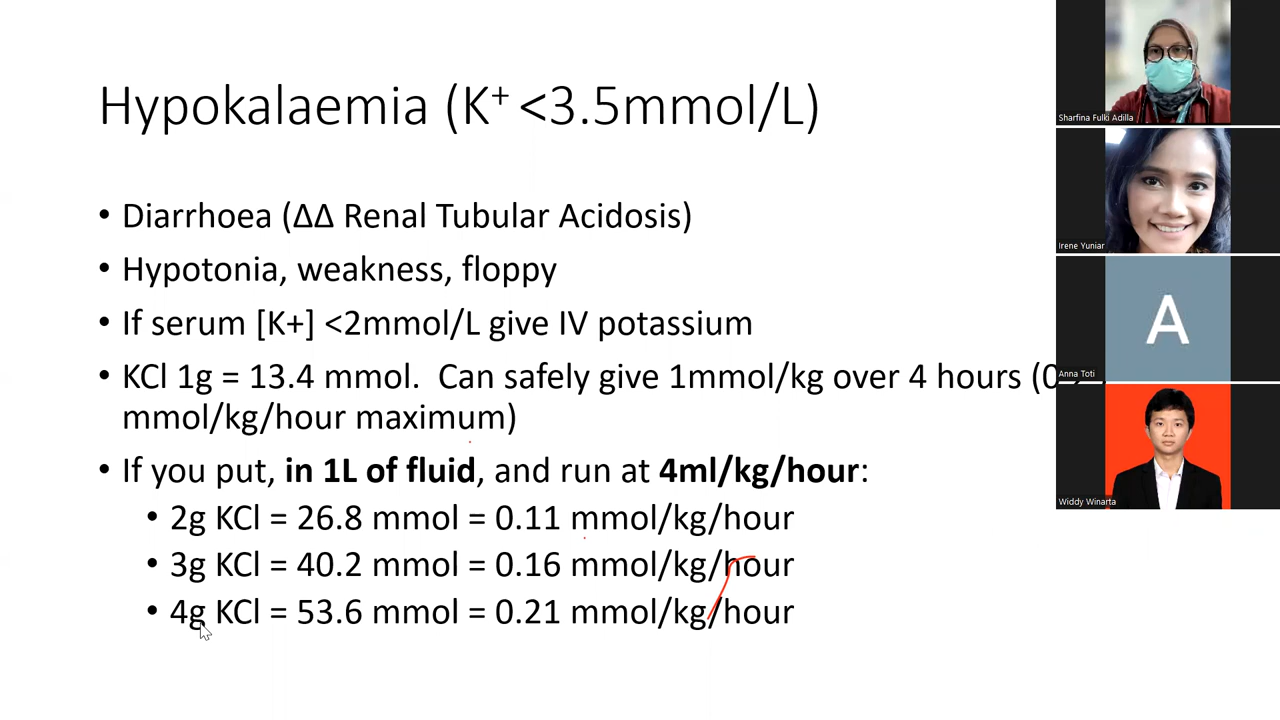 Hypokalaemia (K⁺ <3.5mmol/L)
• Diarrhoea (ΔΔ Renal Tubular Acidosis)
• Hypotonia, weakness, floppy
• If serum [K+] <2mmol/L give IV potassium
• KCl 1g = 13.4 mmol. Can safely give 1mmol/kg over 4 hours
mmol/kg/hour maximum)
• If you put, in 1L of fluid, and run at 4ml/kg/hour:
• 2g KCl = 26.8 mmol = 0.11 mmol/kg/hour
• 3g KCl = 40.2 mmol = 0.16 mmol/kg/hour
• 4g KCl = 53.6 mmol = 0.21 mmol/kg/hour
Sharfina Fulki Adilla
Irene Yuniar
A
Anna Toti
Widdy Winarta